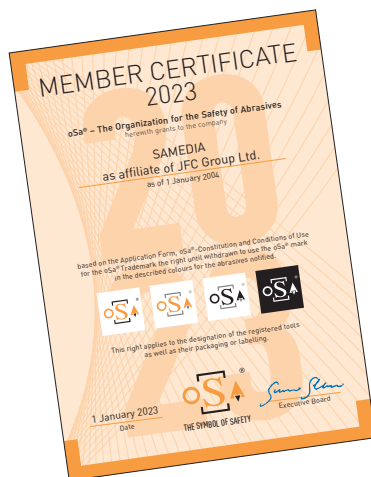 MEMBER CERTIFICATE
2023
oSa® – The Organization for the Safety of Abrasives
herewith grants to the company
SAMEDIA
as affiliate of JFC Group Ltd.
as of 1 January 2004
based on the Application Form, oSa®-Constitution and Conditions of Use
for the oSa® Trademark the right until withdrawn to use the oSa® mark
in the described colours for the abrasives notified.
oSa® oSa® oSa® oSa®
This right applies to the designation of the registered tools
as well as their packaging or labelling.
oSa®
THE SYMBOL OF SAFETY
1 January 2023
Date
Executive Board